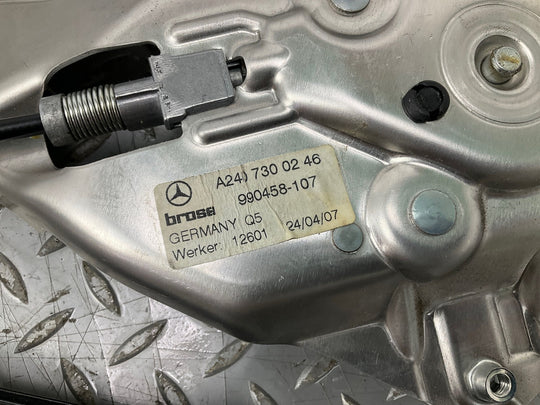 A24) 730 02 46
990458-107
brose
GERMANY Q5
Werker: 12601 24/04/07